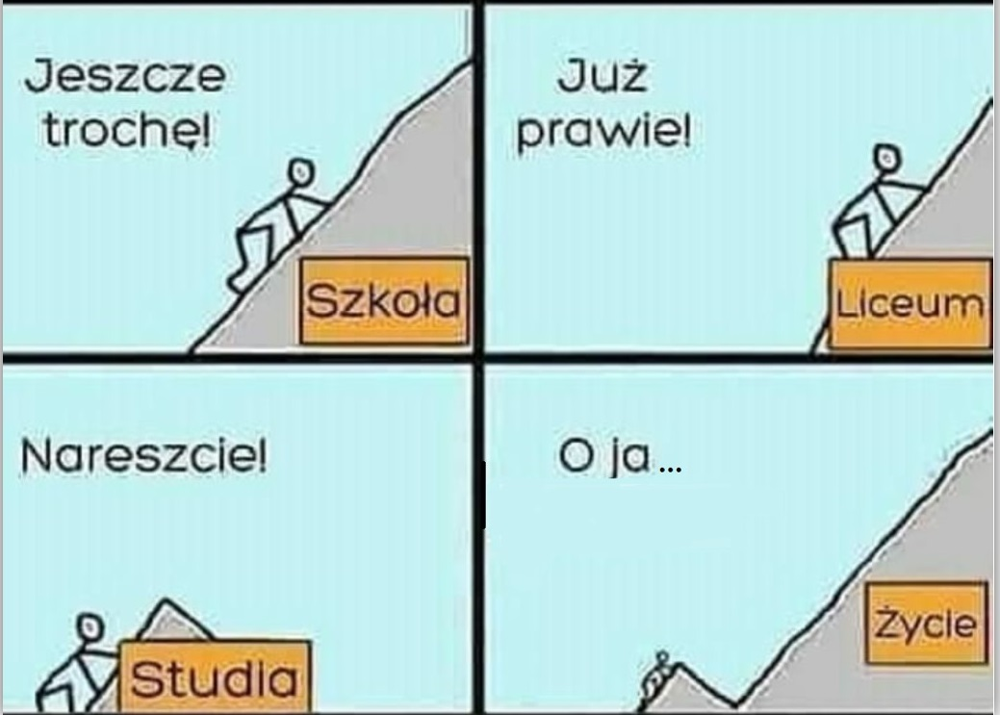 Jeszcze
trochę!
Szkoła
Już
prawie!
Liceum
Nareszcie!
Studia
O ja...
Życie